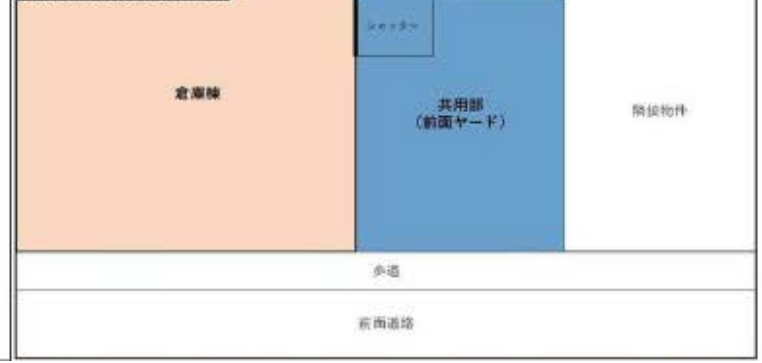 シャッター
倉庫棟
共用部
(前面ヤード)
隣接物件
歩道
前面道路